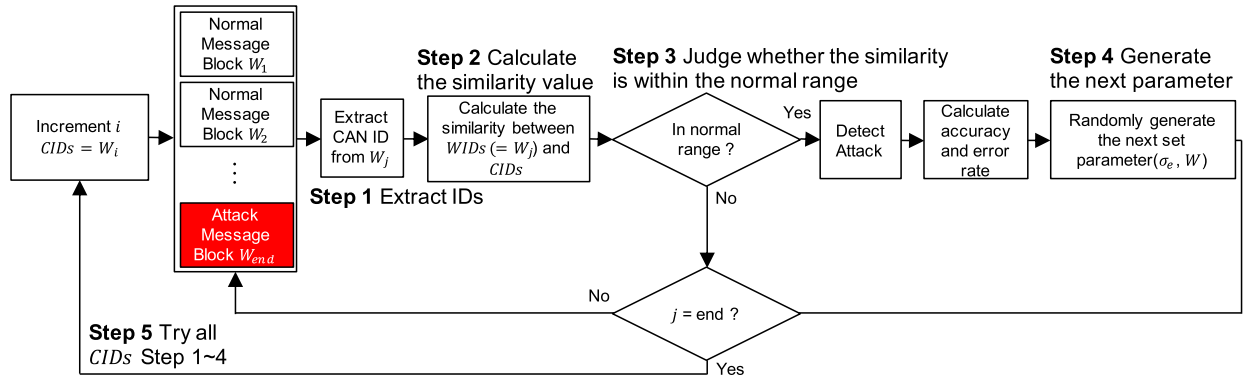 Increment 𝑖
𝐶𝐼𝐷𝑠 = 𝑊𝑖
Normal
Message
Block 𝑊1
Normal
Message
Block 𝑊2
⋮
Attack
Message
Block 𝑊𝑒𝑛𝑑
Extract
CAN ID
from 𝑊𝑗
Step 1 Extract IDs
Step 2 Calculate
the similarity value
Calculate the
similarity between
𝑊𝐼𝐷𝑠 (= 𝑊𝑗) and
𝐶𝐼𝐷𝑠
Step 3 Judge whether the similarity
is within the normal range
In normal
range ?
Yes
No
Detect
Attack
Calculate
accuracy
and error
rate
Step 4 Generate
the next parameter
Randomly generate
the next set
parameter(𝜎𝑒 , 𝑊)
No
𝑗 = end ?
Yes
Step 5 Try all
𝐶𝐼𝐷𝑠 Step 1~4